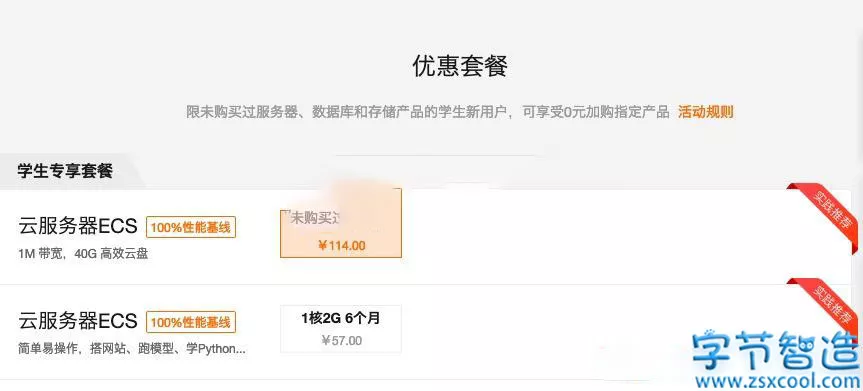 优惠套餐
限未购买过服务器、数据库和存储产品的学生新用户，可享受0元加购指定产品 活动规则
学生专享套餐
实践推荐
云服务器ECS 100%性能基线
未购买过
1M 带宽，40G 高效云盘
￥114.00
实践推荐
云服务器ECS 100%性能基线
1核2G 6个月
简单易操作，搭网站、跑模型、学Python...
￥57.00
字节智造
www.zsxcool.com